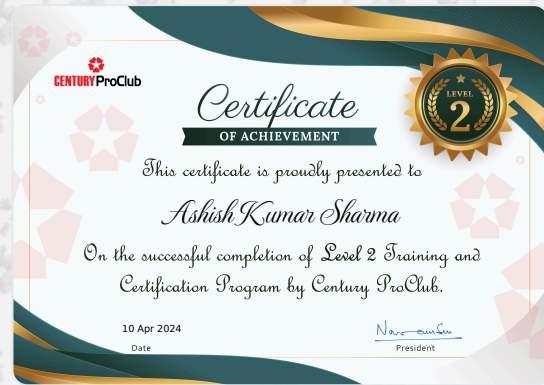 CENTURY ProClub
Certificate
OF ACHIEVEMENT
LEVEL
2
This certificate is proudly presented to
Ashish Kumar Sharma
On the successful completion of Level 2 Training and
Certification Program by Century ProClub.
10 Apr 2024
Date
President